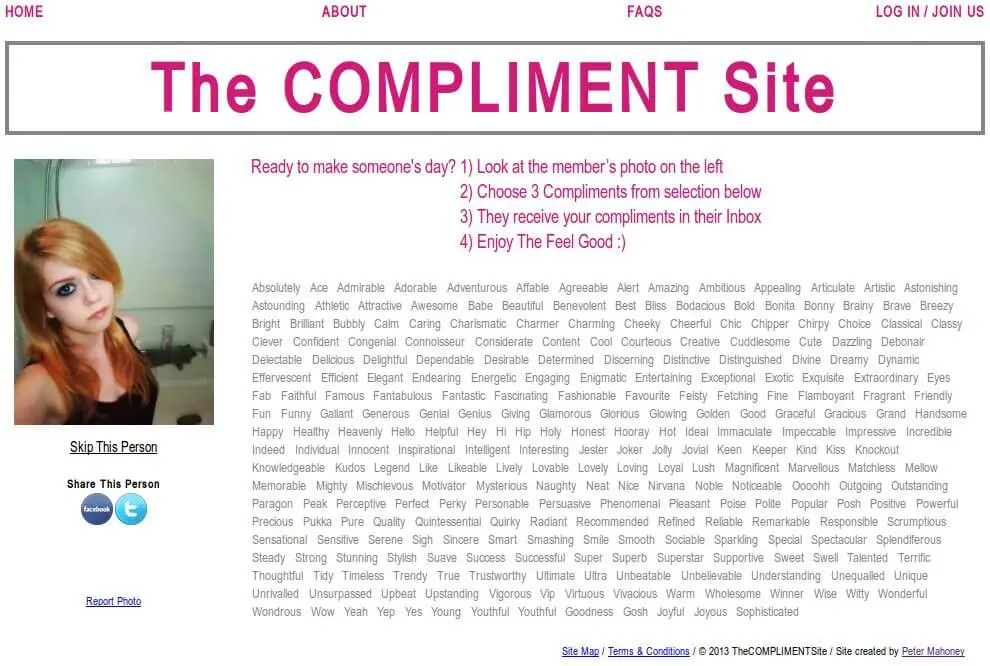 HOME ABOUT FAQS LOG IN / JOIN US
The COMPLIMENT Site
Ready to make someone's day? 1) Look at the member's photo on the left
2) Choose 3 Compliments from selection below
3) They receive your compliments in their Inbox
4) Enjoy The Feel Good :)
Absolutely Ace Admirable Adorable Adventurous Affable Agreeable Alert Amazing Ambitious Appealing Articulate Artistic Astonishing
Astounding Athletic Attractive Awesome Babe Beautiful Benevolent Best Bliss Bodacious Bold Bonita Bonny Brainy Brave Breezy
Bright Brilliant Bubbly Calm Caring Charismatic Charmer Charming Cheeky Cheerful Chic Chipper Chirpy Choice Classical Classy
Clever Confident Congenial Connoisseur Considerate Content Cool Courteous Creative Cuddlesome Cute Dazzling Debonair
Delectable Delicious Delightful Dependable Desirable Determined Discerning Distinctive Distinguished Divine Dreamy Dynamic
Effervescent Efficient Elegant Endearing Energetic Engaging Enigmatic Entertaining Exceptional Exotic Exquisite Extraordinary Eyes
Fab Faithful Famous Fantabulous Fantastic Fascinating Fashionable Favourite Feisty Fetching Fine Flamboyant Fragrant Friendly
Fun Funny Gallant Generous Genial Genius Giving Glamorous Glorious Glowing Golden Good Graceful Gracious Grand Handsome
Happy Healthy Heavenly Hello Helpful Hey Hi Hip Holy Honest Hooray Hot Ideal Immaculate Impeccable Impressive Incredible
Indeed Individual Innocent Inspirational Intelligent Interesting Jester Joker Jolly Jovial Keen Keeper Kind Kiss Knockout
Knowledgeable Kudos Legend Like Likeable Lively Lovable Lovely Loving Loyal Lush Magnificent Marvellous Matchless Mellow
Memorable Mighty Mischievous Motivator Mysterious Naughty Neat Nice Nirvana Noble Noticeable Oooohh Outgoing Outstanding
Paragon Peak Perceptive Perfect Perky Personable Persuasive Phenomenal Pleasant Poise Polite Popular Posh Positive Powerful
Precious Pukka Pure Quality Quintessential Quirky Radiant Recommended Refined Reliable Remarkable Responsible Scrumptious
Sensational Sensitive Serene Sigh Sincere Smart Smashing Smile Smooth Sociable Sparkling Special Spectacular Splendiferous
Steady Strong Stunning Stylish Suave Success Successful Super Superb Superstar Supportive Sweet Swell Talented Terrific
Thoughtful Tidy Timeless Trendy True Trustworthy Ultimate Ultra Unbeatable Unbelievable Understanding Unequalled Unique
Unrivalled Unsurpassed Upbeat Upstanding Vigorous Vip Virtuous Vivacious Warm Wholesome Winner Wise Witty Wonderful
Wondrous Wow Yeah Yep Yes Young Youthful Youthful Goodness Gosh Joyful Joyous Sophisticated
Skip This Person
Share This Person
facebook t
Report Photo
Site Map / Terms & Conditions / © 2013 TheCOMPLIMENTSite / Site created by Peter Mahoney